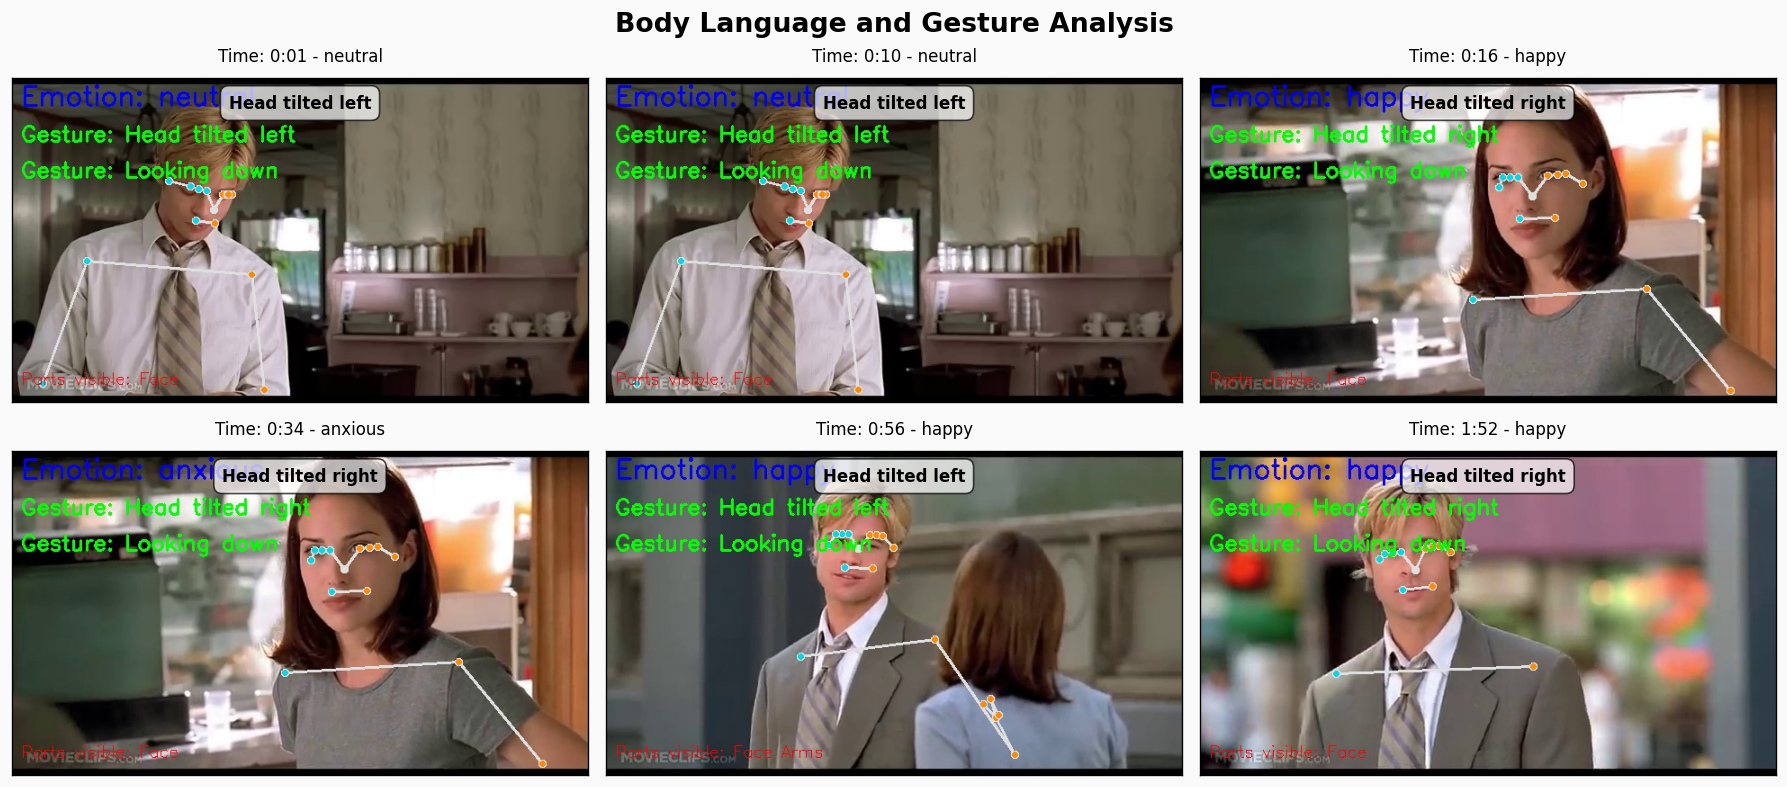 Body Language and Gesture Analysis
Time: 0:01 - neutral
Time: 0:10 - neutral
Time: 0:16 - happy
Emotion: neutral
Head tilted left
Gesture: Head tilted left
Gesture: Looking down
Parts visible: Face
MOVIECLIPS.COM
Emotion: neutral
Head tilted left
Gesture: Head tilted left
Gesture: Looking down
Parts visible: Face
MOVIECLIPS.COM
Emotion: happy
Head tilted right
Gesture: Head tilted right
Gesture: Looking down
Parts visible: Face
MOVIECLIPS.COM
Time: 0:34 - anxious
Time: 0:56 - happy
Time: 1:52 - happy
Emotion: anxious
Head tilted right
Gesture: Head tilted right
Gesture: Looking down
Parts visible: Face
MOVIECLIPS.COM
Emotion: happy
Head tilted left
Gesture: Head tilted left
Gesture: Looking down
Parts visible: Face Arms
MOVIECLIPS.COM
Emotion: happy
Head tilted right
Gesture: Head tilted right
Gesture: Looking down
Parts visible: Face
MOVIECLIPS.COM